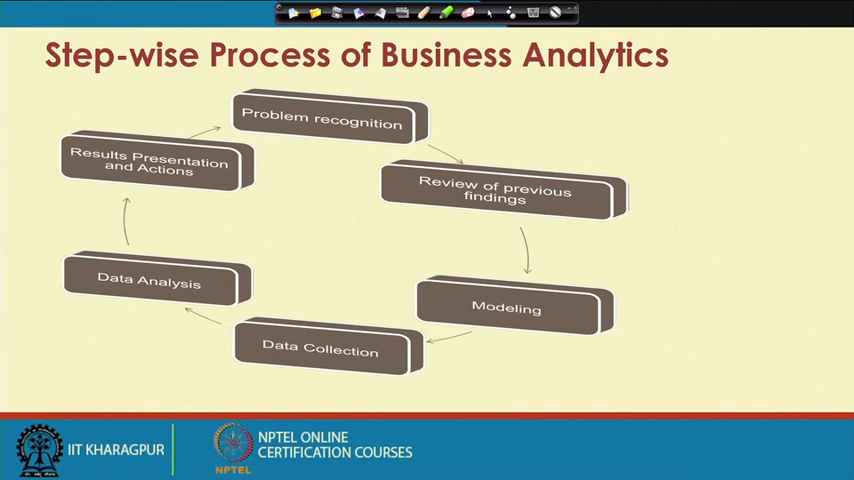 Step-wise Process of Business Analytics
Problem recognition
Review of previous
findings
Modeling
Data Collection
Data Analysis
Results Presentation
and Actions
IIT KHARAGPUR
NPTEL
NPTEL ONLINE
CERTIFICATION COURSES